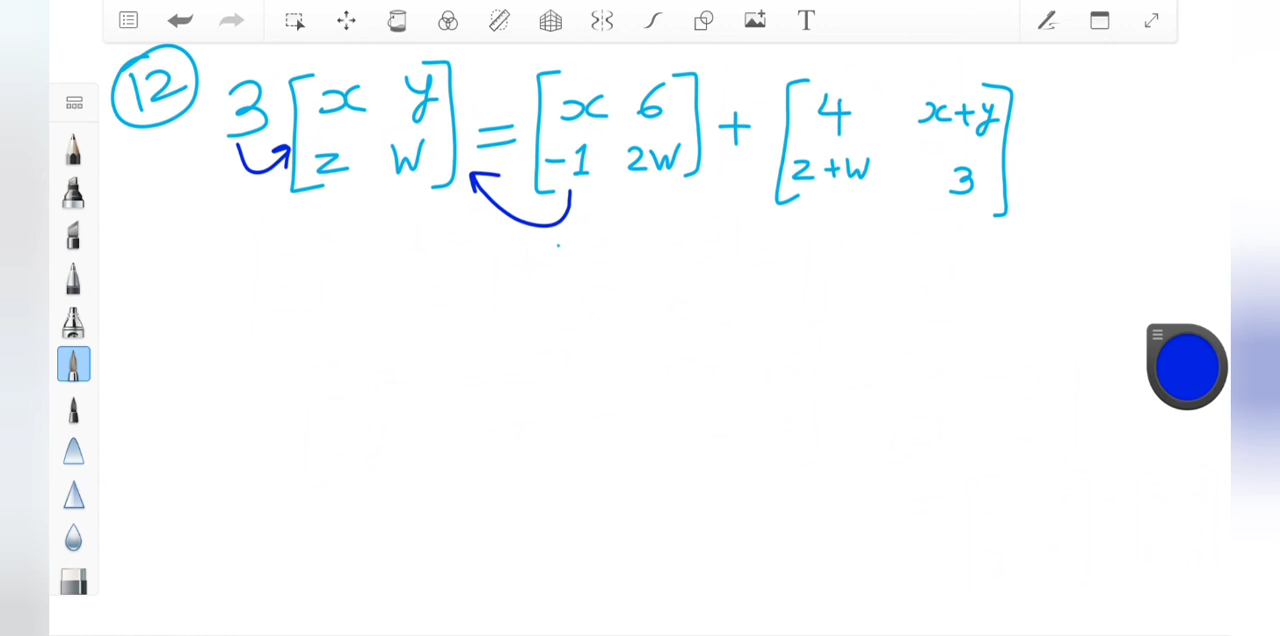 12 3 [ x y ] = [ x 6 ] + [ 4 x+y ]
[ z w ] [ -1 2w ] [ z+w 3 ]